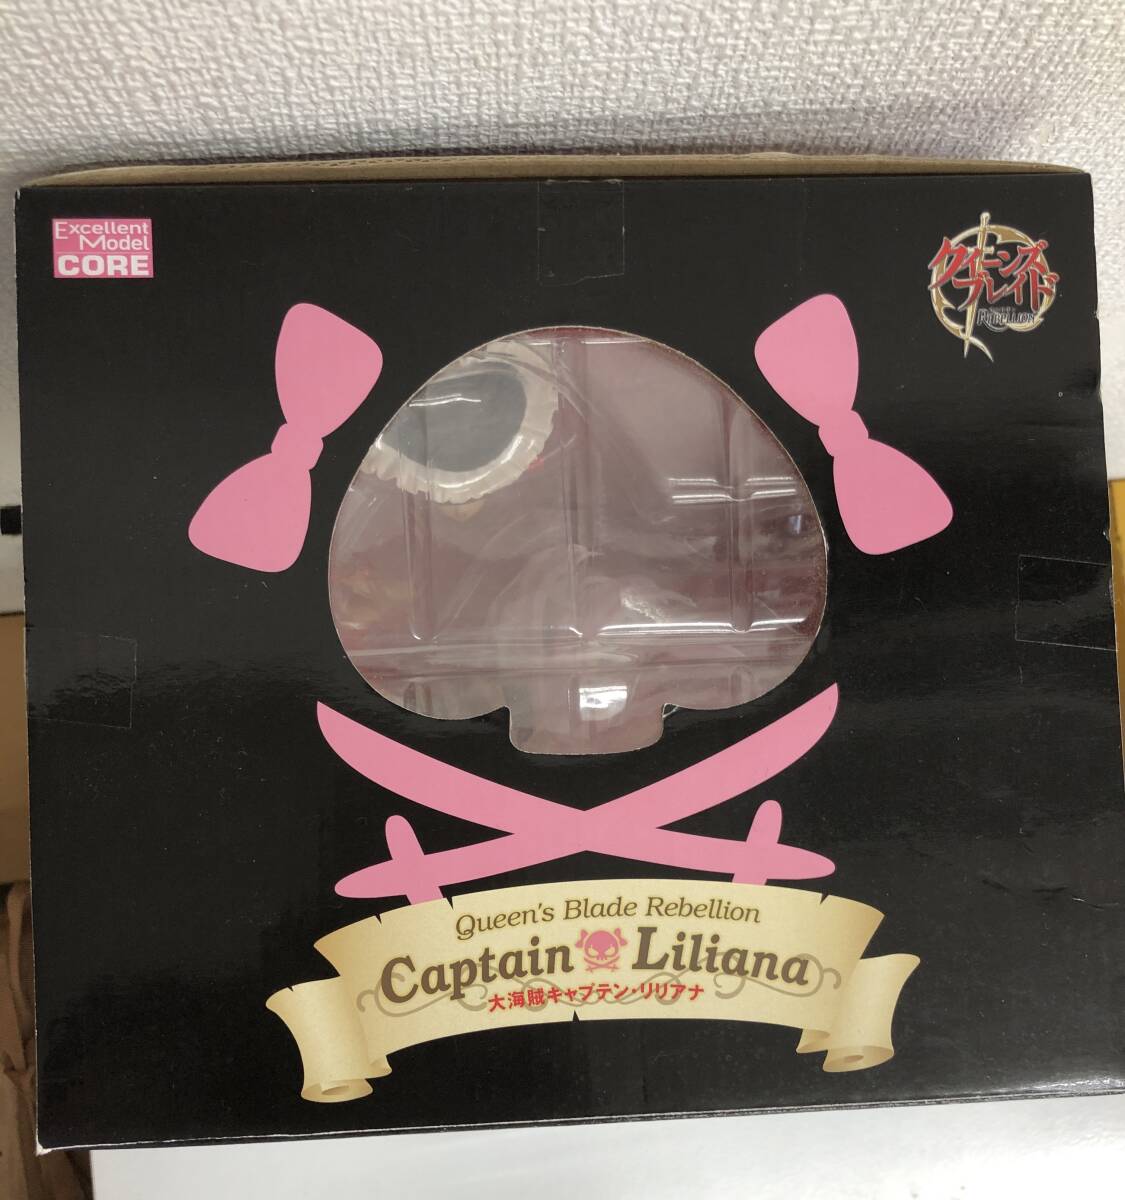 Excellent
Model
CORE
クイーンズ
ブレイド
REBELLION
Queen's Blade Rebellion
Captain Liliana
大海賊キャプテン・リリアナ